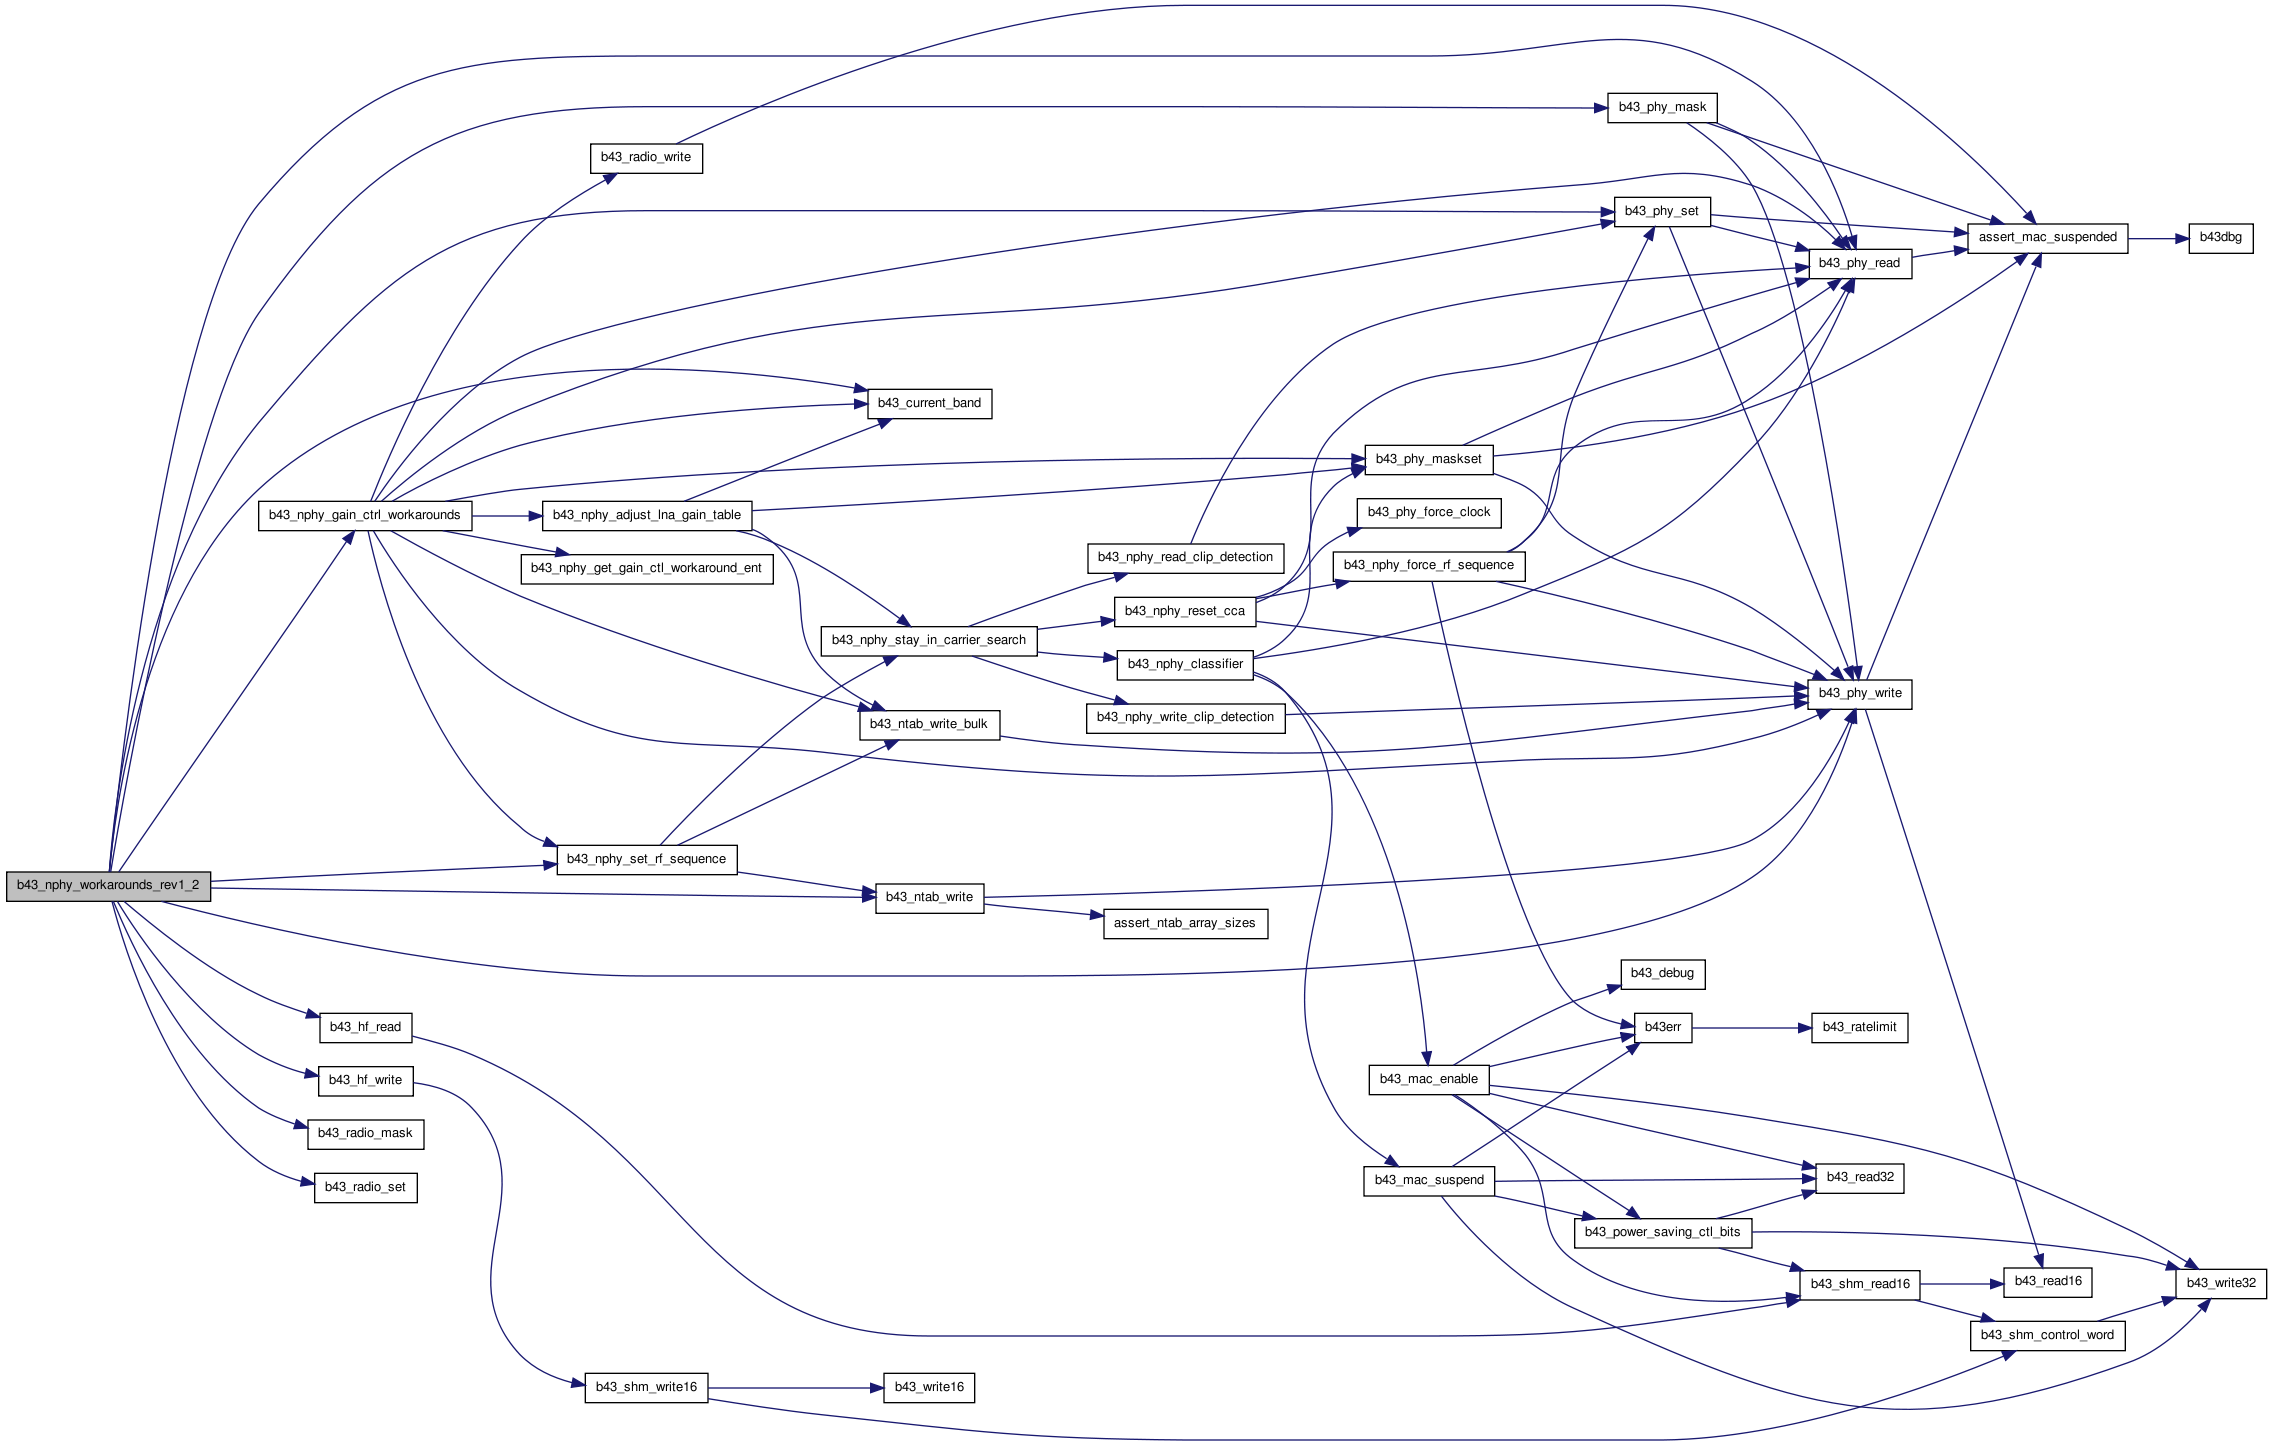 b43_phy_mask
b43_radio_write
b43_phy_set
assert_mac_suspended
b43dbg
b43_phy_read
b43_current_band
b43_phy_maskset
b43_nphy_gain_ctrl_workarounds
b43_nphy_adjust_lna_gain_table
b43_phy_force_clock
b43_nphy_get_gain_ctl_workaround_ent
b43_nphy_read_clip_detection
b43_nphy_force_rf_sequence
b43_nphy_reset_cca
b43_nphy_stay_in_carrier_search
b43_nphy_classifier
b43_phy_write
b43_nphy_write_clip_detection
b43_ntab_write_bulk
b43_nphy_set_rf_sequence
b43_nphy_workarounds_rev1_2
b43_ntab_write
assert_ntab_array_sizes
b43_debug
b43_hf_read
b43err
b43_ratelimit
b43_hf_write
b43_mac_enable
b43_radio_mask
b43_mac_suspend
b43_read32
b43_radio_set
b43_power_saving_ctl_bits
b43_shm_read16
b43_read16
b43_write32
b43_shm_control_word
b43_shm_write16
b43_write16